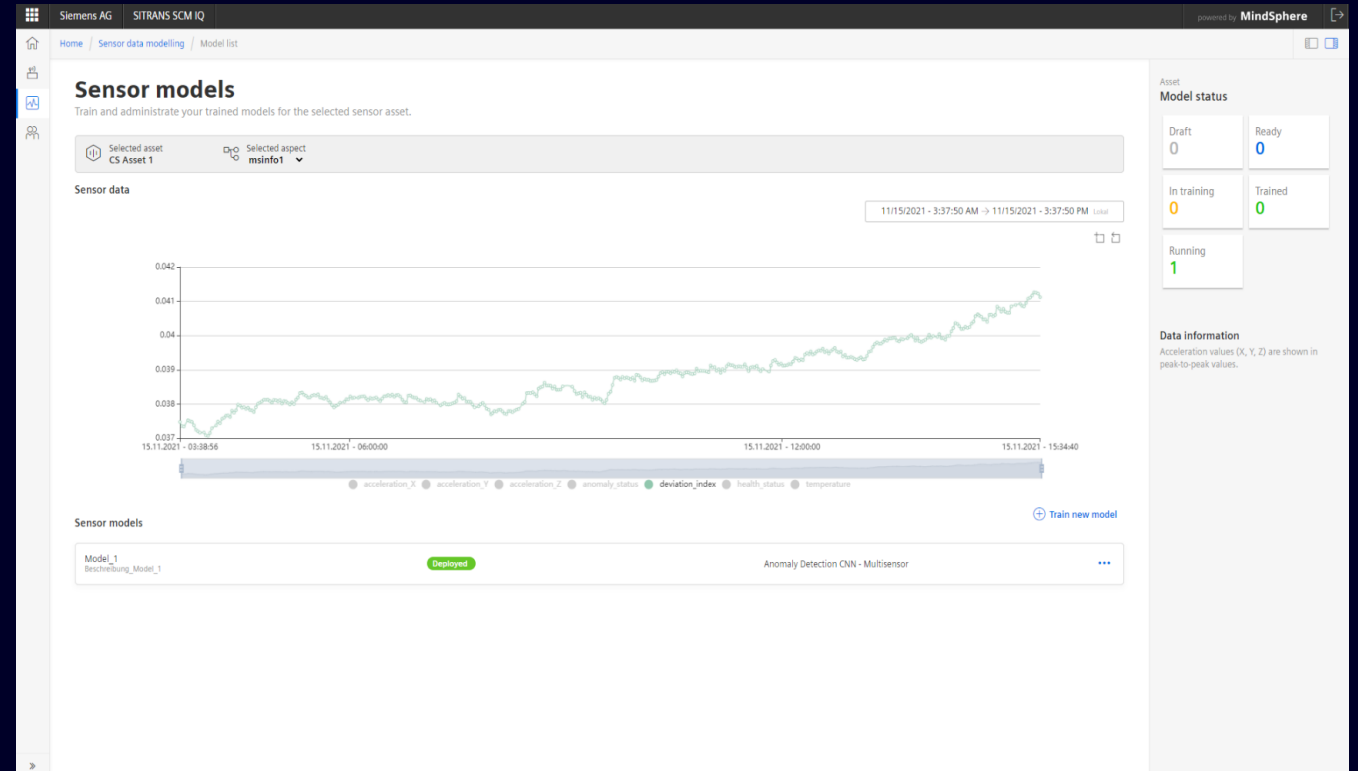 Siemens AG SITRANS SCM IQ powered by MindSphere
Home / Sensor data modelling / Model list
Sensor models
Train and administrate your trained models for the selected sensor asset.
Selected asset
CS Asset 1
Selected aspect
msinfo1
Sensor data
11/15/2021 - 3:37:50 AM → 11/15/2021 - 3:37:50 PM Lokal
0.042
0.041
0.04
0.039
0.038
0.037
15.11.2021 - 03:38:56 15.11.2021 - 06:00:00 15.11.2021 - 12:00:00 15.11.2021 - 15:34:40
acceleration_X acceleration_Y acceleration_Z anomaly_status deviation_index health_status temperature
Sensor models
Train new model
Model_1
Beschreibung_Model_1
Deployed
Anomaly Detection CNN - Multisensor
Asset
Model status
Draft
0
Ready
0
In training
0
Trained
0
Running
1
Data information
Acceleration values (X, Y, Z) are shown in
peak-to-peak values.